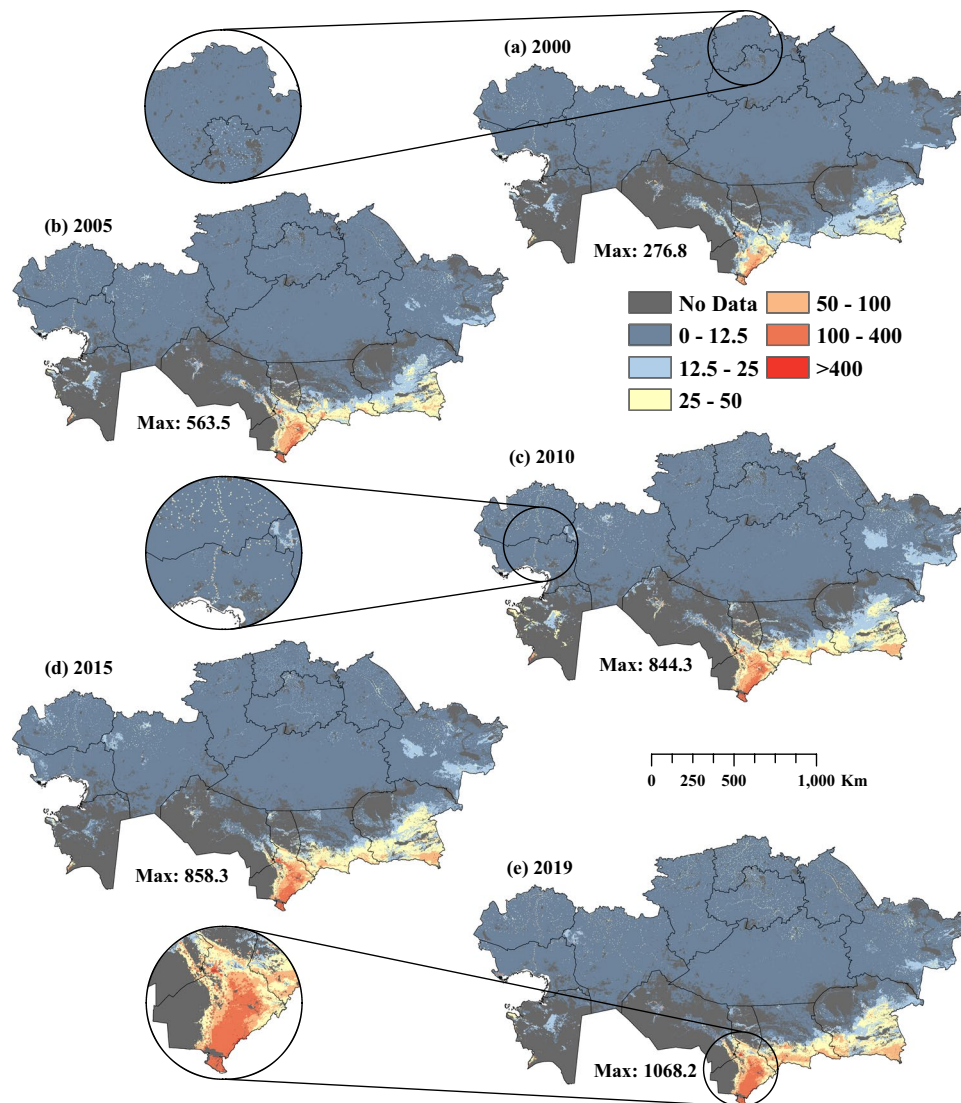 (a) 2000
(b) 2005
Max: 276.8
No Data
50 - 100
0 - 12.5
100 - 400
12.5 - 25
>400
25 - 50
Max: 563.5
(c) 2010
(d) 2015
Max: 844.3
0 250 500 1,000 Km
Max: 858.3
(e) 2019
Max: 1068.2